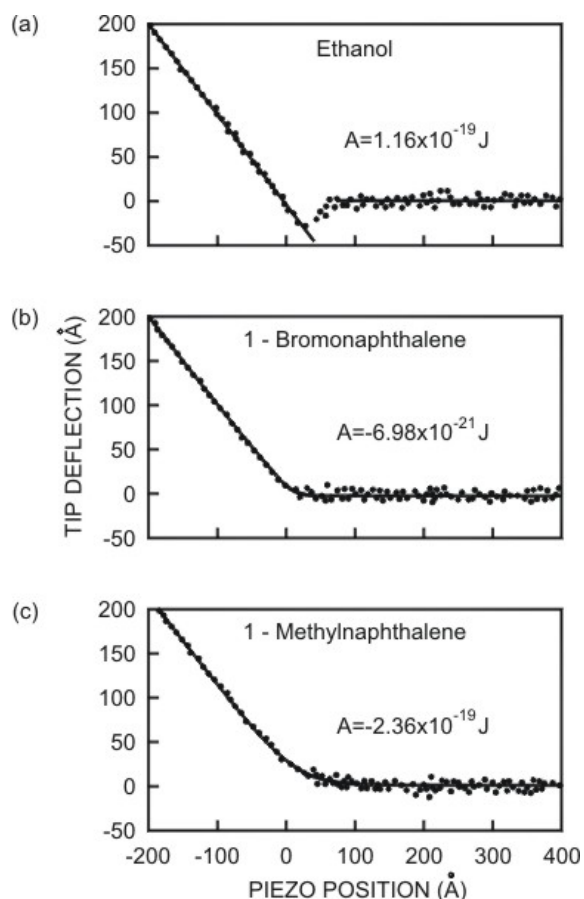 (a)
Ethanol
A=1.16x10⁻¹⁹J
200
150
100
50
0
-50
(b)
1 - Bromonaphthalene
A=-6.98x10⁻²¹J
200
150
100
50
0
-50
TIP DEFLECTION (Å)
(c)
1 - Methylnaphthalene
A=-2.36x10⁻¹⁹J
200
150
100
50
0
-50
-200 -100 0 100 200 300 400
PIEZO POSITION (Å)